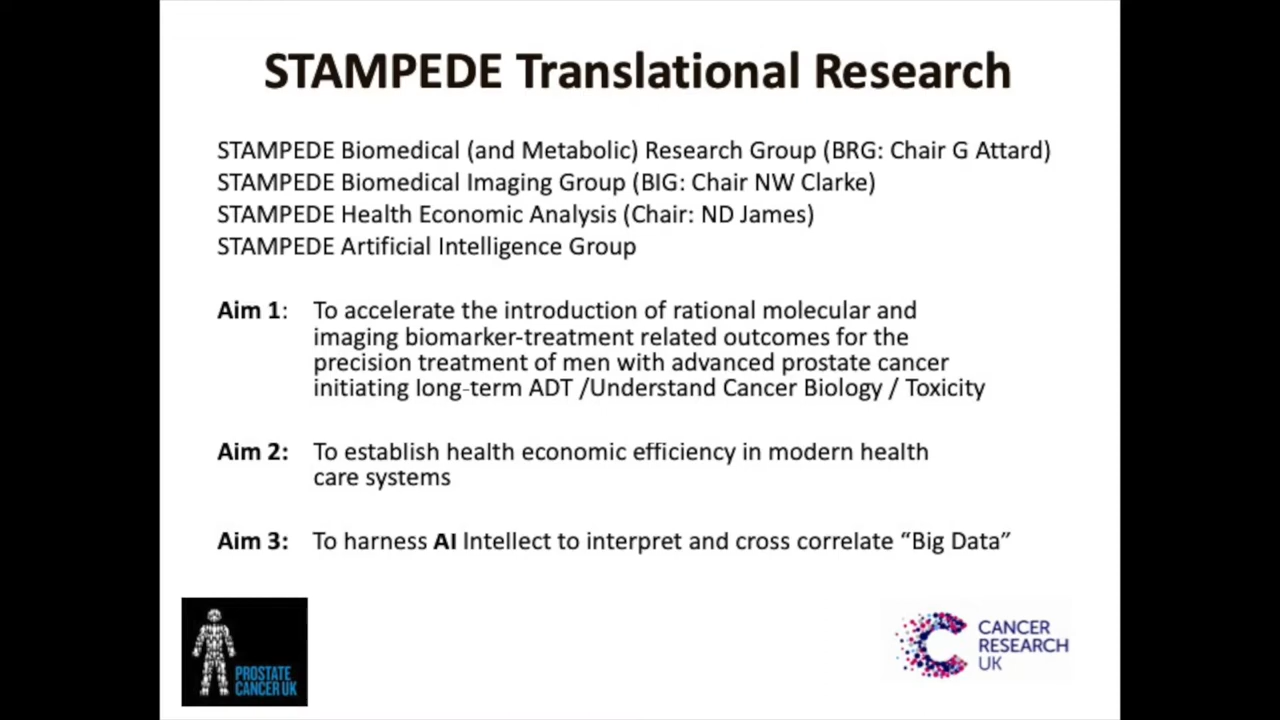 STAMPEDE Translational Research
STAMPEDE Biomedical (and Metabolic) Research Group (BRG: Chair G Attard)
STAMPEDE Biomedical Imaging Group (BIG: Chair NW Clarke)
STAMPEDE Health Economic Analysis (Chair: ND James)
STAMPEDE Artificial Intelligence Group
Aim 1: To accelerate the introduction of rational molecular and
imaging biomarker-treatment related outcomes for the
precision treatment of men with advanced prostate cancer
initiating long-term ADT /Understand Cancer Biology / Toxicity
Aim 2: To establish health economic efficiency in modern health
care systems
Aim 3: To harness AI Intellect to interpret and cross correlate “Big Data”
PROSTATE
CANCER UK
CANCER
RESEARCH
UK